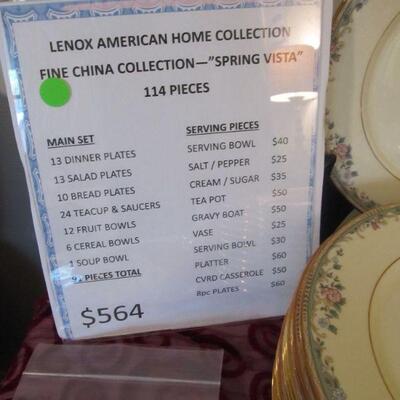 LENOX AMERICAN HOME COLLECTION
FINE CHINA COLLECTION—"SPRING VISTA"
114 PIECES
MAIN SET
13 DINNER PLATES
13 SALAD PLATES
10 BREAD PLATES
24 TEACUP & SAUCERS
12 FRUIT BOWLS
6 CEREAL BOWLS
1 SOUP BOWL
PIECES TOTAL
$564
SERVING PIECES
SERVING BOWL $40
SALT / PEPPER $25
CREAM / SUGAR $35
TEA POT $50
GRAVY BOAT $50
VASE $25
SERVING BOWL $30
PLATTER $60
CVRD CASSEROLE $50
8pc PLATES $60